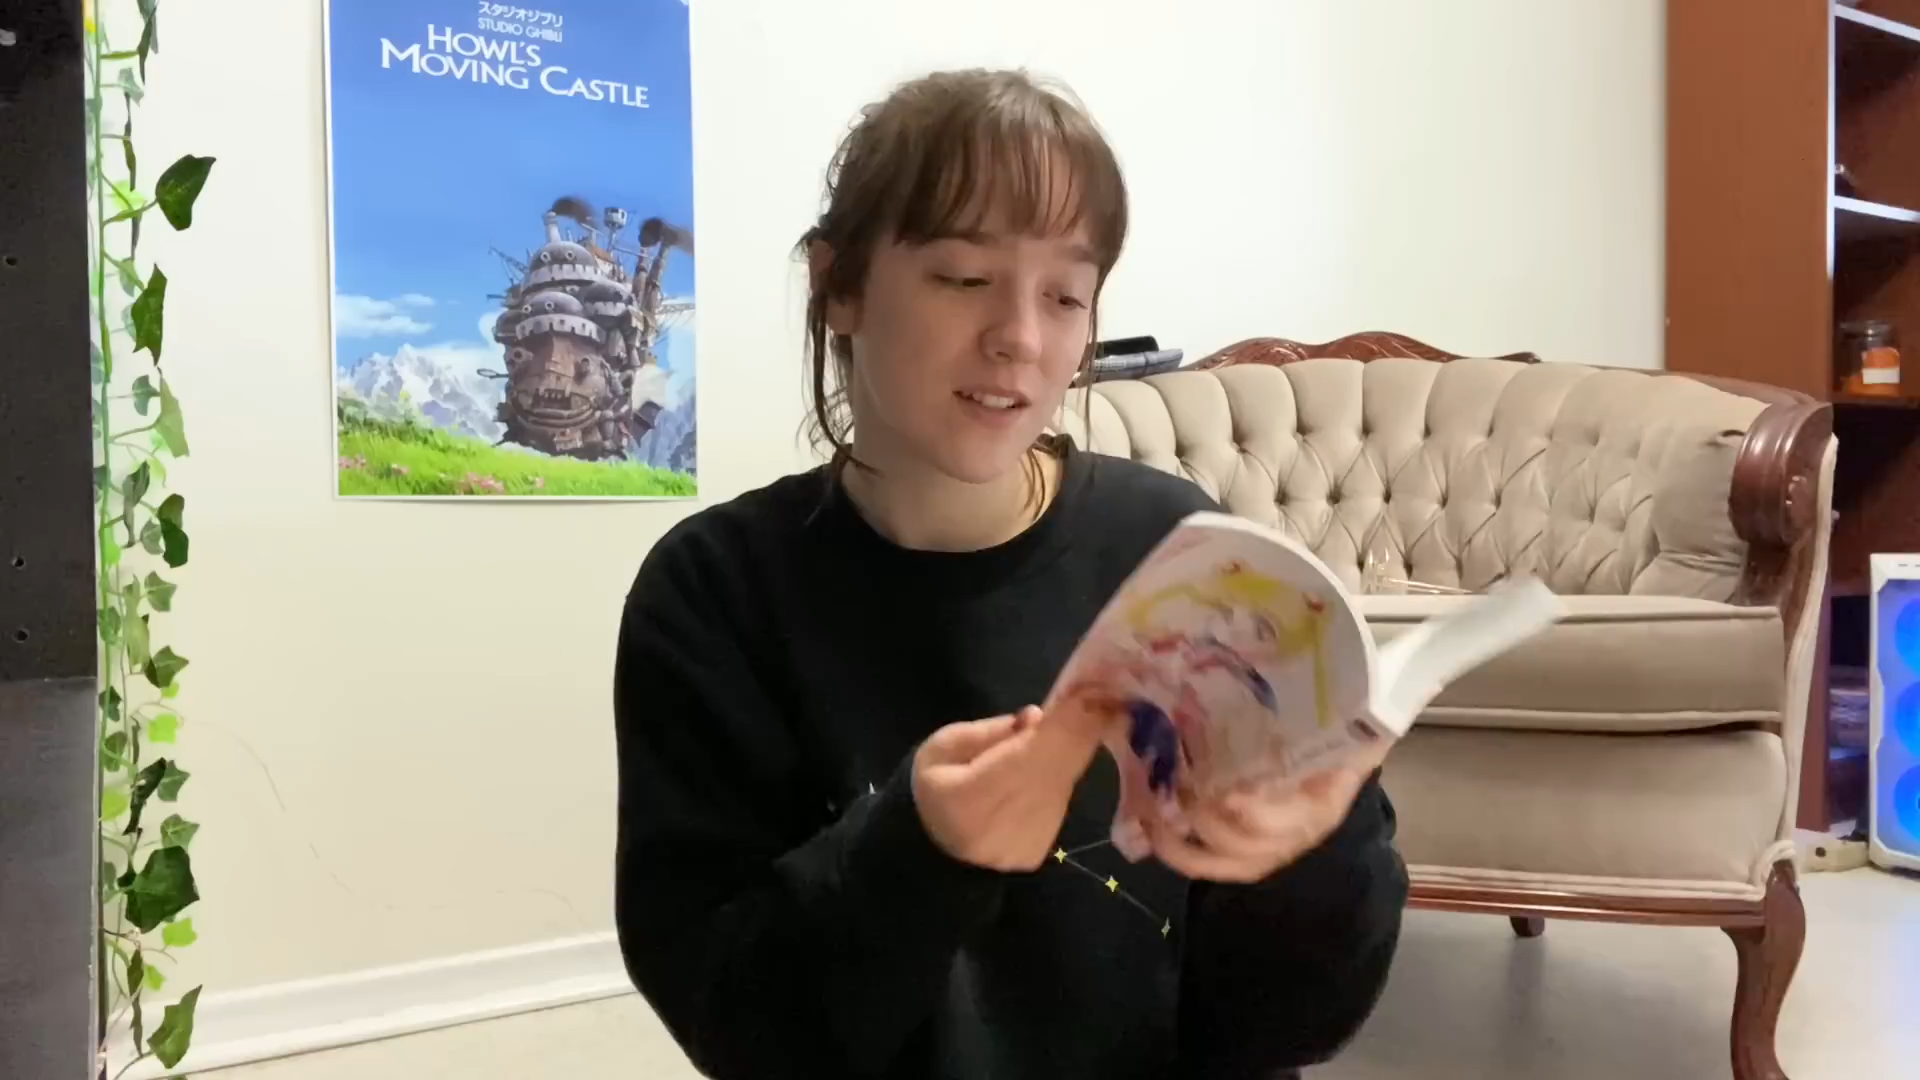 スタジオジブリ
STUDIO GHIBLI
HOWL'S
MOVING CASTLE